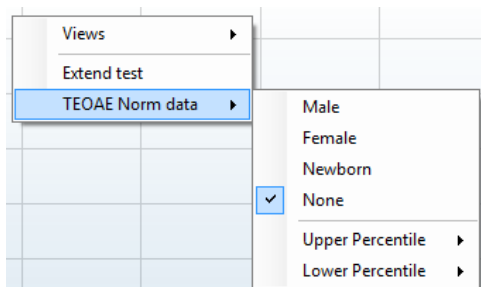 Views
Extend test
TEOAE Norm data
Male
Female
Newborn
None
Upper Percentile
Lower Percentile